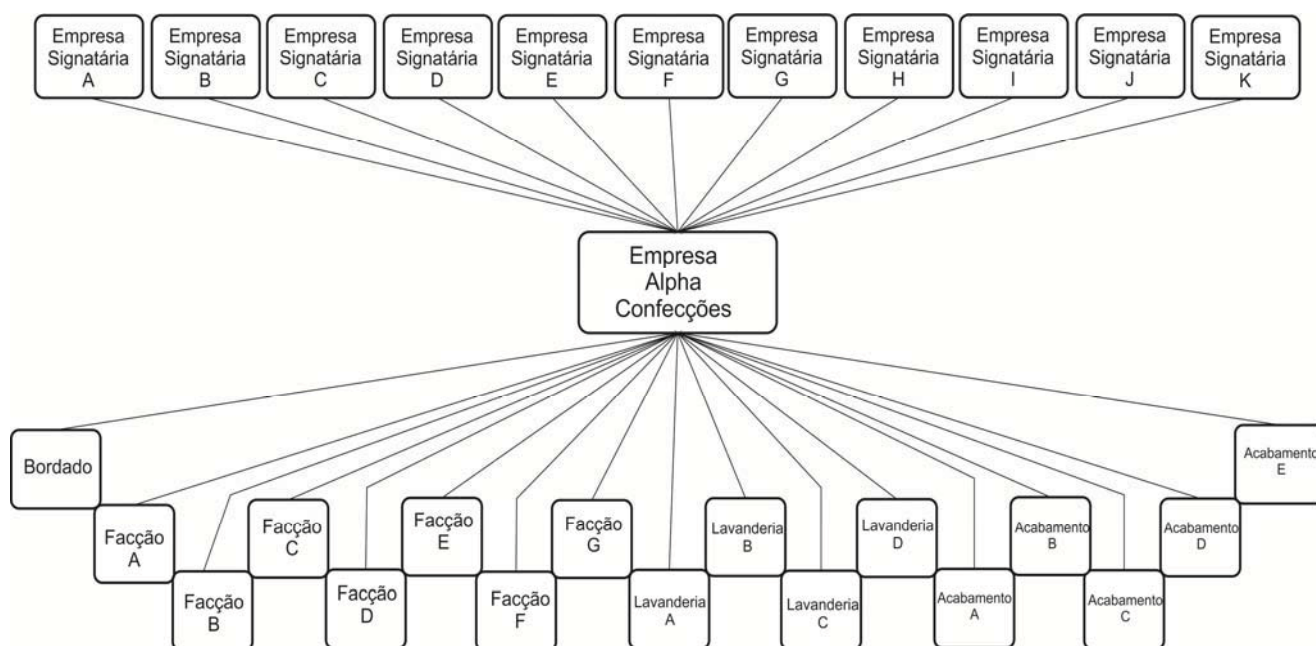 Empresa
Signatária
A
Empresa
Signatária
B
Empresa
Signatária
C
Empresa
Signatária
D
Empresa
Signatária
E
Empresa
Signatária
F
Empresa
Signatária
G
Empresa
Signatária
H
Empresa
Signatária
I
Empresa
Signatária
J
Empresa
Signatária
K
Empresa
Alpha
Confecções
Bordado
Facção
A
Facção
B
Facção
C
Facção
D
Facção
E
Facção
F
Facção
G
Lavanderia
A
Lavanderia
B
Lavanderia
C
Lavanderia
D
Acabamento
A
Acabamento
B
Acabamento
C
Acabamento
D
Acabamento
E